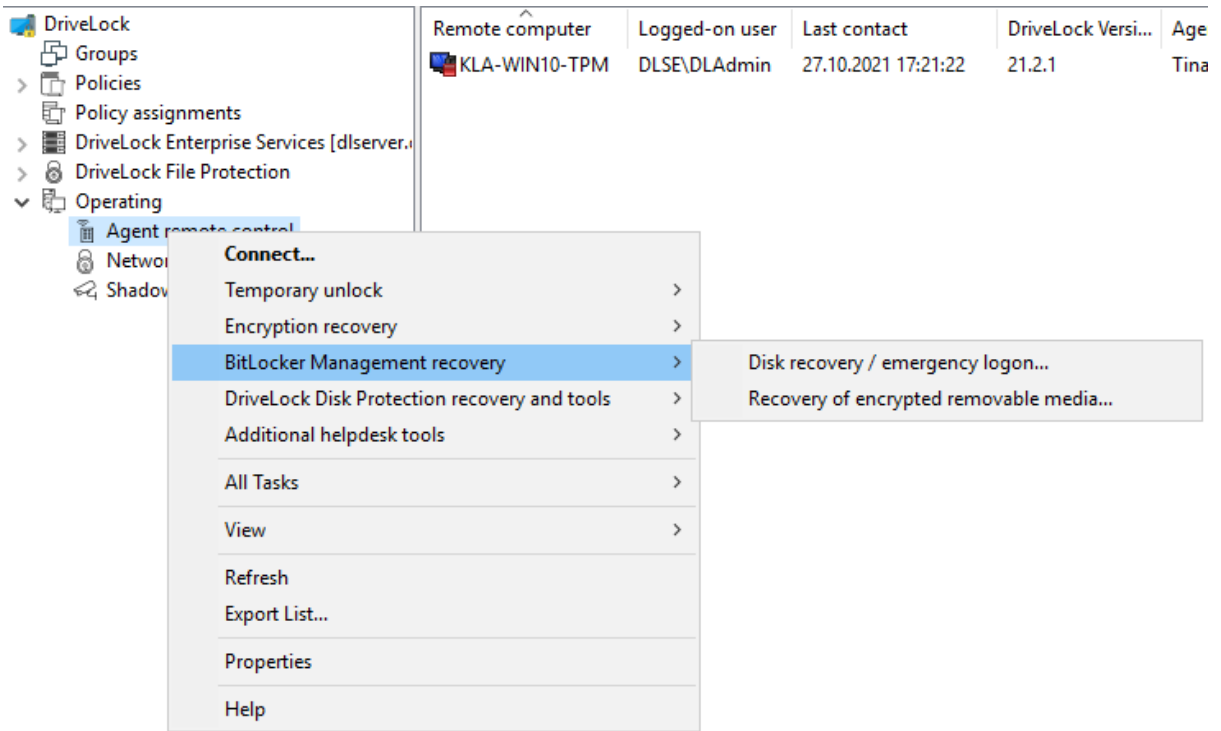 DriveLock
Groups
Policies
Policy assignments
DriveLock Enterprise Services [dlserver.
DriveLock File Protection
Operating
Agent remote control
Networ
Shadow
Remote computer Logged-on user Last contact DriveLock Versi... Age
KLA-WIN10-TPM DLSE\DLAdmin 27.10.2021 17:21:22 21.2.1 Tina
Connect...
Temporary unlock
Encryption recovery
BitLocker Management recovery
DriveLock Disk Protection recovery and tools
Additional helpdesk tools
All Tasks
View
Refresh
Export List...
Properties
Help
Disk recovery / emergency logon...
Recovery of encrypted removable media...